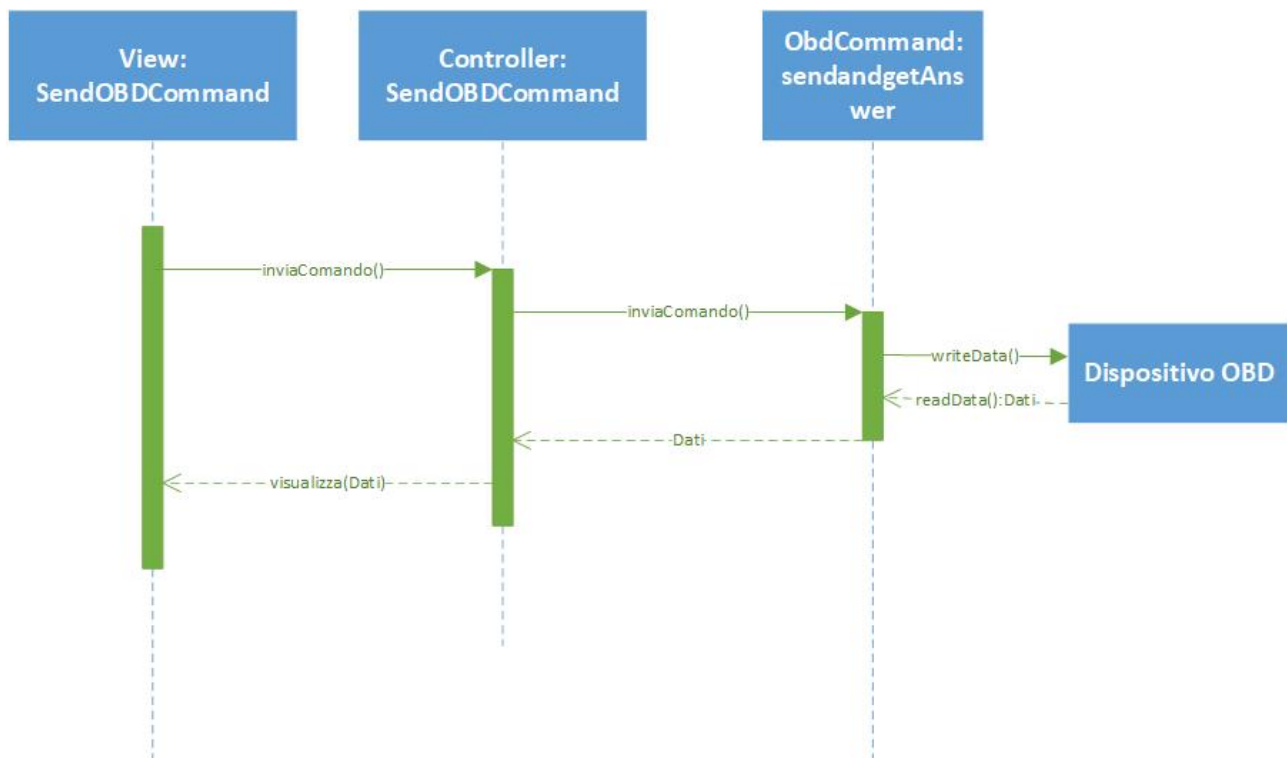 View:
SendOBDCommand
Controller:
SendOBDCommand
ObdCommand:
sendandgetAns
wer
inviaComando()
inviaComando()
writeData()
Dispositivo OBD
readData():Dati
Dati
visualizza(Dati)